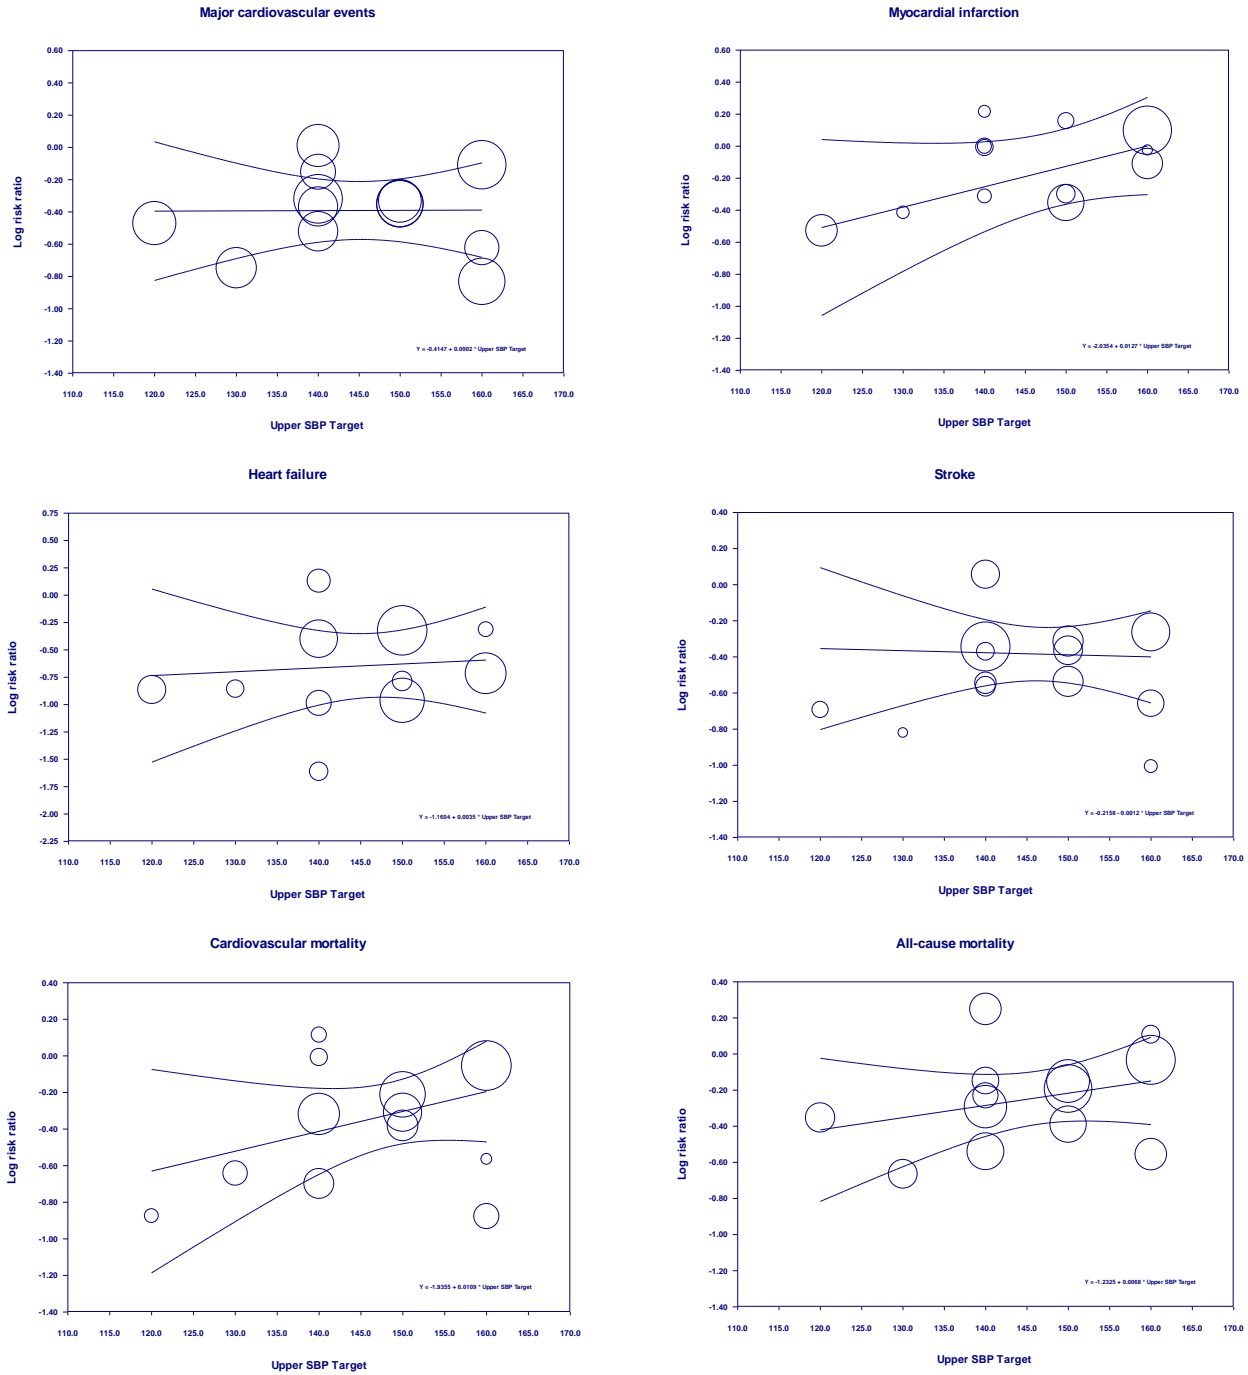 Major cardiovascular events
0.60
0.40
0.20
0.00
-0.20
-0.40
-0.60
-0.80
-1.00
-1.20
-1.40
Log risk ratio
Y = -0.4147 + 0.0002 * Upper SBP Target
110.0 115.0 120.0 125.0 130.0 135.0 140.0 145.0 150.0 155.0 160.0 165.0 170.0
Upper SBP Target
Myocardial infarction
0.60
0.40
0.20
0.00
-0.20
-0.40
-0.60
-0.80
-1.00
-1.20
-1.40
Log risk ratio
Y = -2.0354 + 0.0127 * Upper SBP Target
110.0 115.0 120.0 125.0 130.0 135.0 140.0 145.0 150.0 155.0 160.0 165.0 170.0
Upper SBP Target
Heart failure
0.75
0.50
0.25
0.00
-0.25
-0.50
-0.75
-1.00
-1.25
-1.50
-1.75
-2.00
-2.25
Log risk ratio
Y = -1.1604 + 0.0035 * Upper SBP Target
110.0 115.0 120.0 125.0 130.0 135.0 140.0 145.0 150.0 155.0 160.0 165.0 170.0
Upper SBP Target
Stroke
0.40
0.20
0.00
-0.20
-0.40
-0.60
-0.80
-1.00
-1.20
-1.40
Log risk ratio
Y = -0.2158 - 0.0012 * Upper SBP Target
110.0 115.0 120.0 125.0 130.0 135.0 140.0 145.0 150.0 155.0 160.0 165.0 170.0
Upper SBP Target
Cardiovascular mortality
0.40
0.20
0.00
-0.20
-0.40
-0.60
-0.80
-1.00
-1.20
-1.40
Log risk ratio
Y = -1.9355 + 0.0109 * Upper SBP Target
110.0 115.0 120.0 125.0 130.0 135.0 140.0 145.0 150.0 155.0 160.0 165.0 170.0
Upper SBP Target
All-cause mortality
0.40
0.20
0.00
-0.20
-0.40
-0.60
-0.80
-1.00
-1.20
-1.40
Log risk ratio
Y = -1.2325 + 0.0068 * Upper SBP Target
110.0 115.0 120.0 125.0 130.0 135.0 140.0 145.0 150.0 155.0 160.0 165.0 170.0
Upper SBP Target